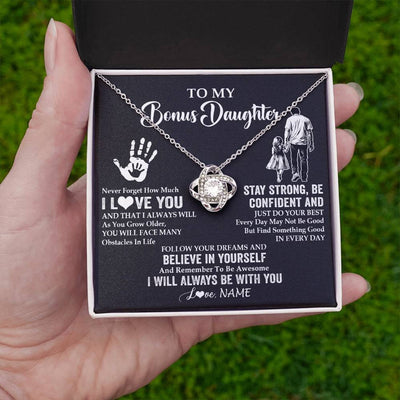 TO MY
Bonus Daughter
Never Forget How Much
I LOVE YOU
AND THAT I ALWAYS WILL
As You Grow Older,
YOU WILL FACE MANY
Obstacles In Life
STAY STRONG, BE
CONFIDENT AND
JUST DO YOUR BEST
Every Day May Not Be Good
But Find Something Good
IN EVERY DAY
FOLLOW YOUR DREAMS AND
BELIEVE IN YOURSELF
And Remember To Be Awesome
I WILL ALWAYS BE WITH YOU
Love, NAME